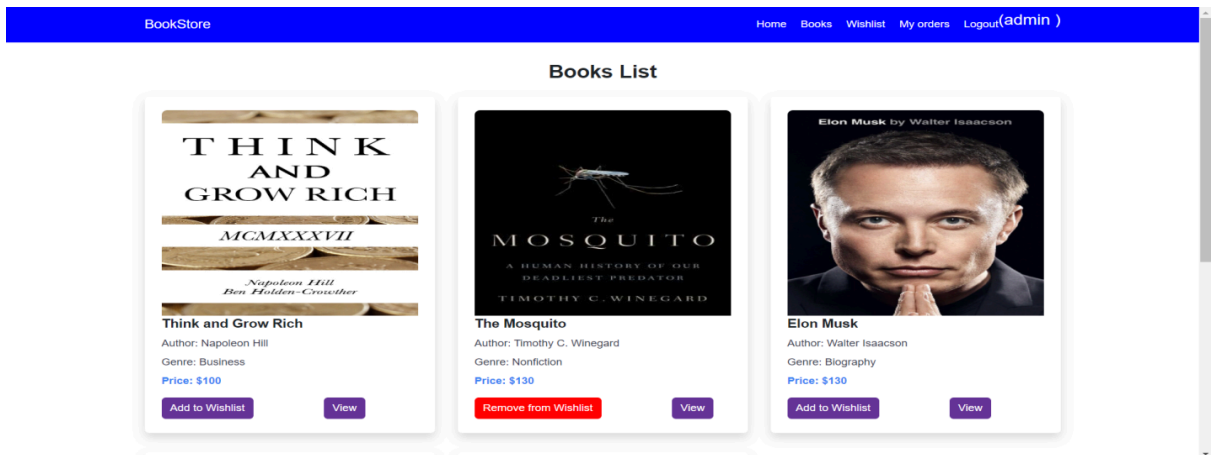 BookStore
Home Books Wishlist My orders Logout(admin )
Books List
THINK
AND
GROW RICH
MCMXXXVII
Napoleon Hill
Ben Holden-Crowther
Think and Grow Rich
Author: Napoleon Hill
Genre: Business
Price: $100
Add to Wishlist View
The
MOSQUITO
A HUMAN HISTORY OF OUR
DEADLIEST PREDATOR
TIMOTHY C. WINEGARD
The Mosquito
Author: Timothy C. Winegard
Genre: Nonfiction
Price: $130
Remove from Wishlist View
Elon Musk by Walter Isaacson
Elon Musk
Author: Walter Isaacson
Genre: Biography
Price: $130
Add to Wishlist View